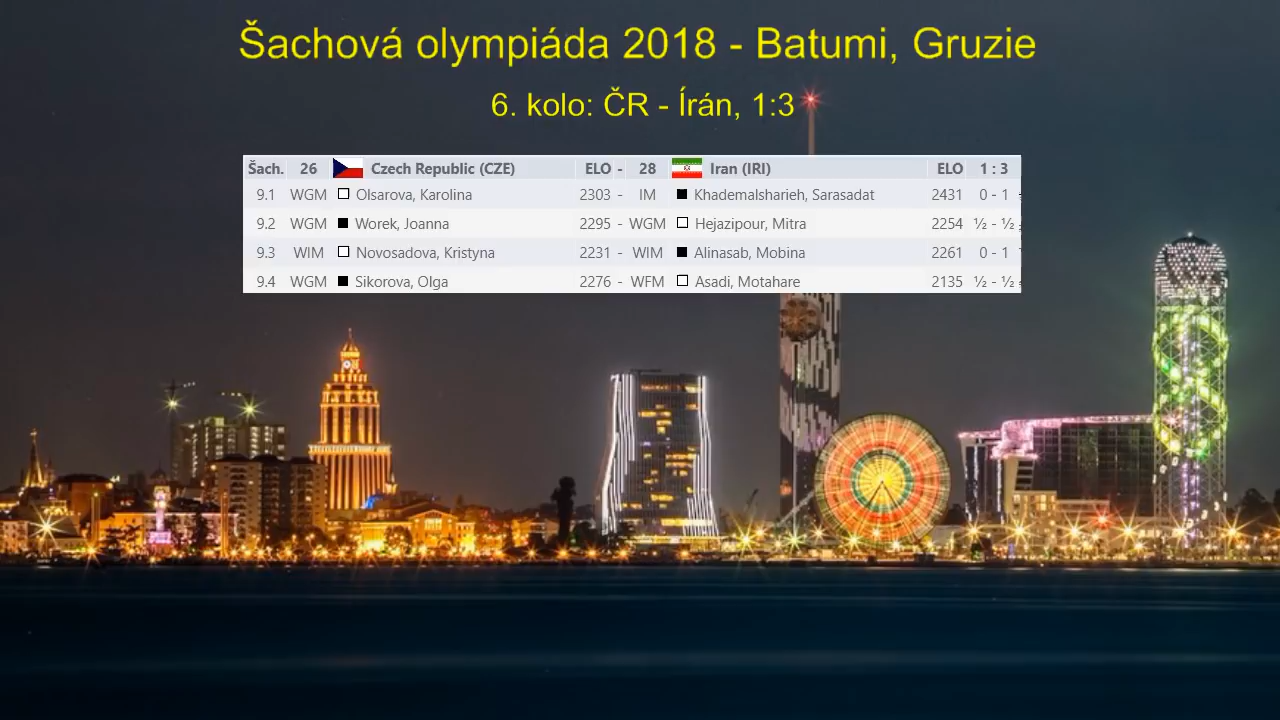 Šachová olympiáda 2018 - Batumi, Gruzie
6. kolo: ČR - Írán, 1:3
Šach. 26 Czech Republic (CZE) ELO - 28 Iran (IRI) ELO 1 : 3
9.1 WGM Olsarova, Karolina 2303 - IM Khademalsharieh, Sarasadat 2431 0 - 1
9.2 WGM Worek, Joanna 2295 - WGM Hejazipour, Mitra 2254 ½ - ½
9.3 WIM Novosadova, Kristyna 2231 - WIM Alinasab, Mobina 2261 0 - 1
9.4 WGM Sikorova, Olga 2276 - WFM Asadi, Motahare 2135 ½ - ½